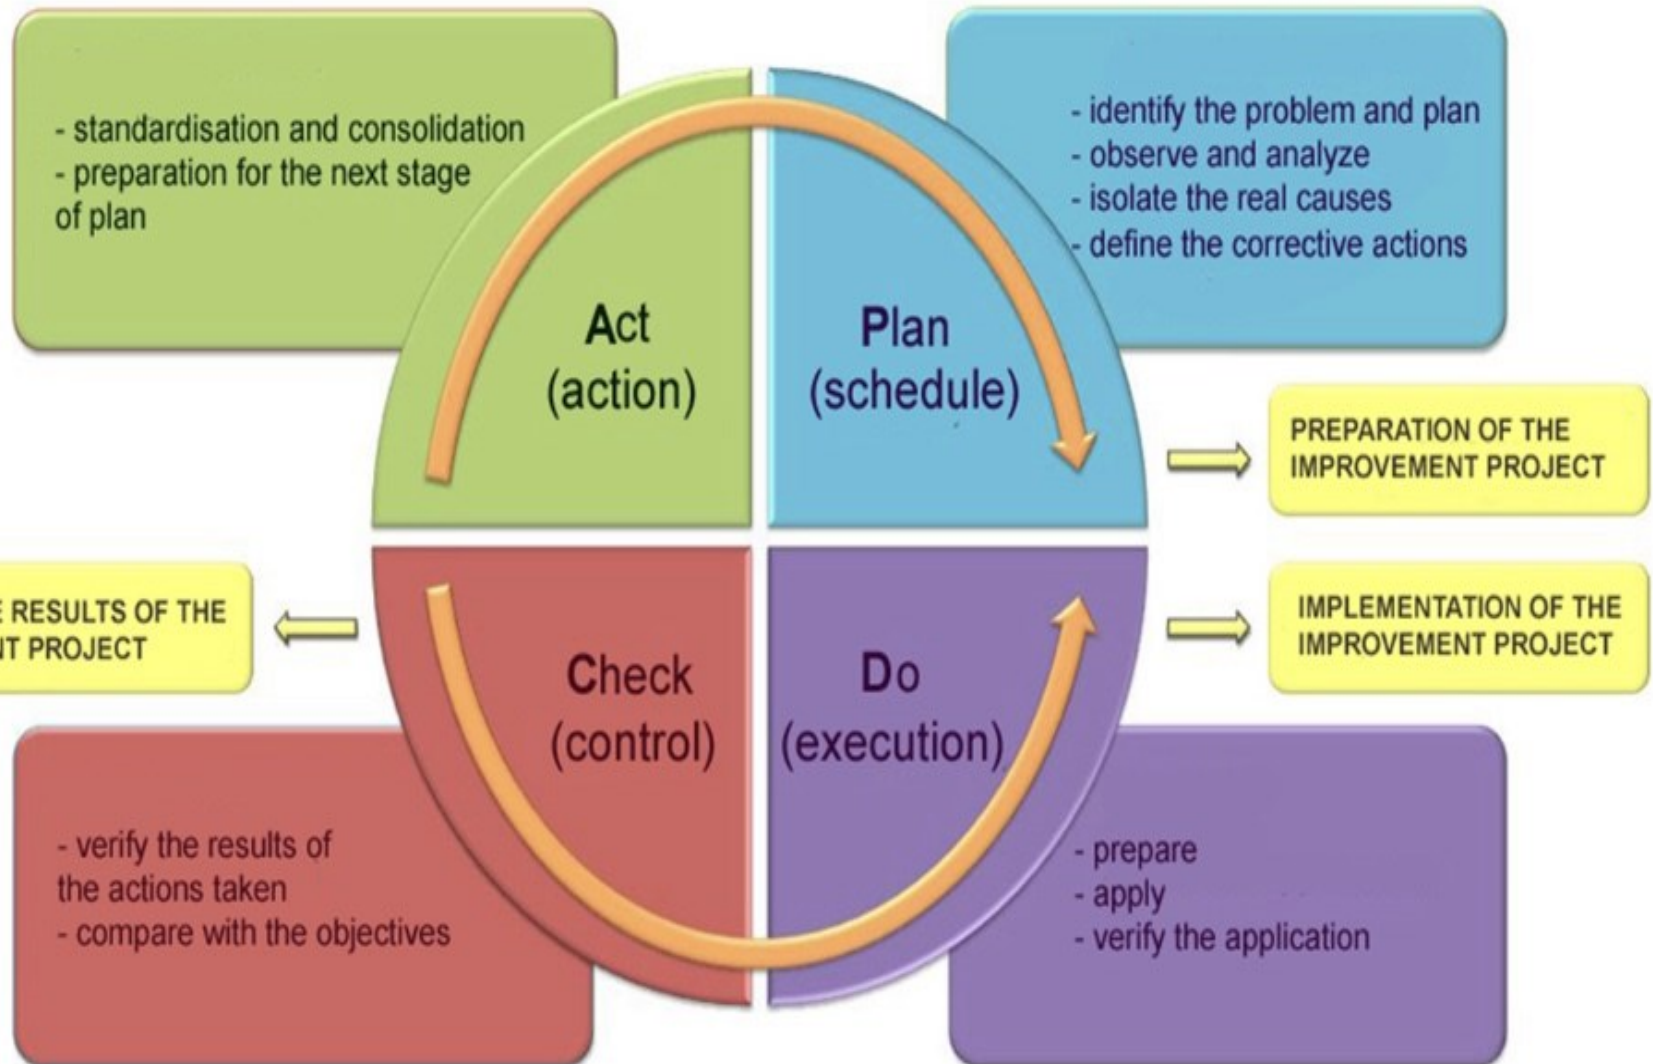 - standardisation and consolidation
- preparation for the next stage
of plan
- identify the problem and plan
- observe and analyze
- isolate the real causes
- define the corrective actions
Act
(action)
Plan
(schedule)
PREPARATION OF THE
IMPROVEMENT PROJECT
RESULTS OF THE
PROJECT
Check
(control)
Do
(execution)
IMPLEMENTATION OF THE
IMPROVEMENT PROJECT
- verify the results of
the actions taken
- compare with the objectives
- prepare
- apply
- verify the application